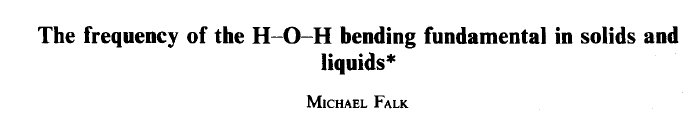 The frequency of the H–O–H bending fundamental in solids and
liquids*
MICHAEL FALK